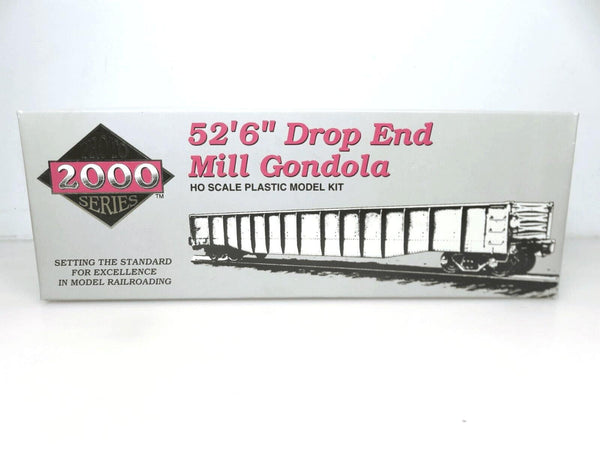 2000
SERIES
TM
SETTING THE STANDARD
FOR EXCELLENCE
IN MODEL RAILROADING
52'6" Drop End
Mill Gondola
HO SCALE PLASTIC MODEL KIT